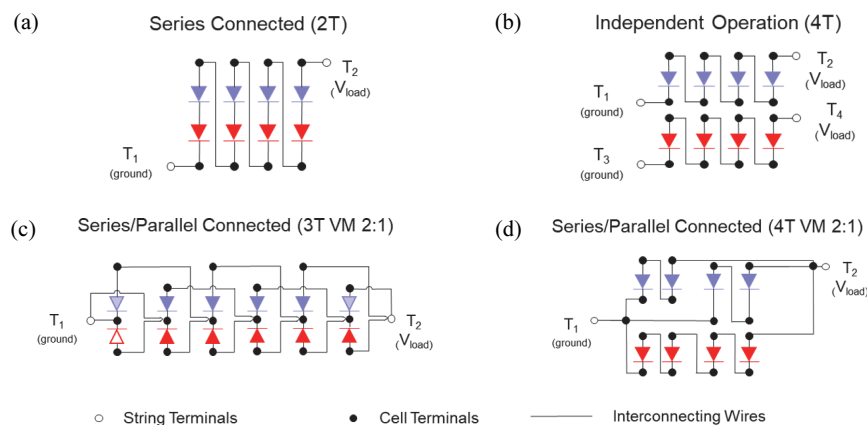 (a)
Series Connected (2T)
T2
(Vload)
T1
(ground)
(b)
Independent Operation (4T)
T2
(Vload)
T1
(ground)
T4
(Vload)
T3
(ground)
(c)
Series/Parallel Connected (3T VM 2:1)
T1
(ground)
T2
(Vload)
(d)
Series/Parallel Connected (4T VM 2:1)
T2
(Vload)
T1
(ground)
String Terminals
Cell Terminals
Interconnecting Wires